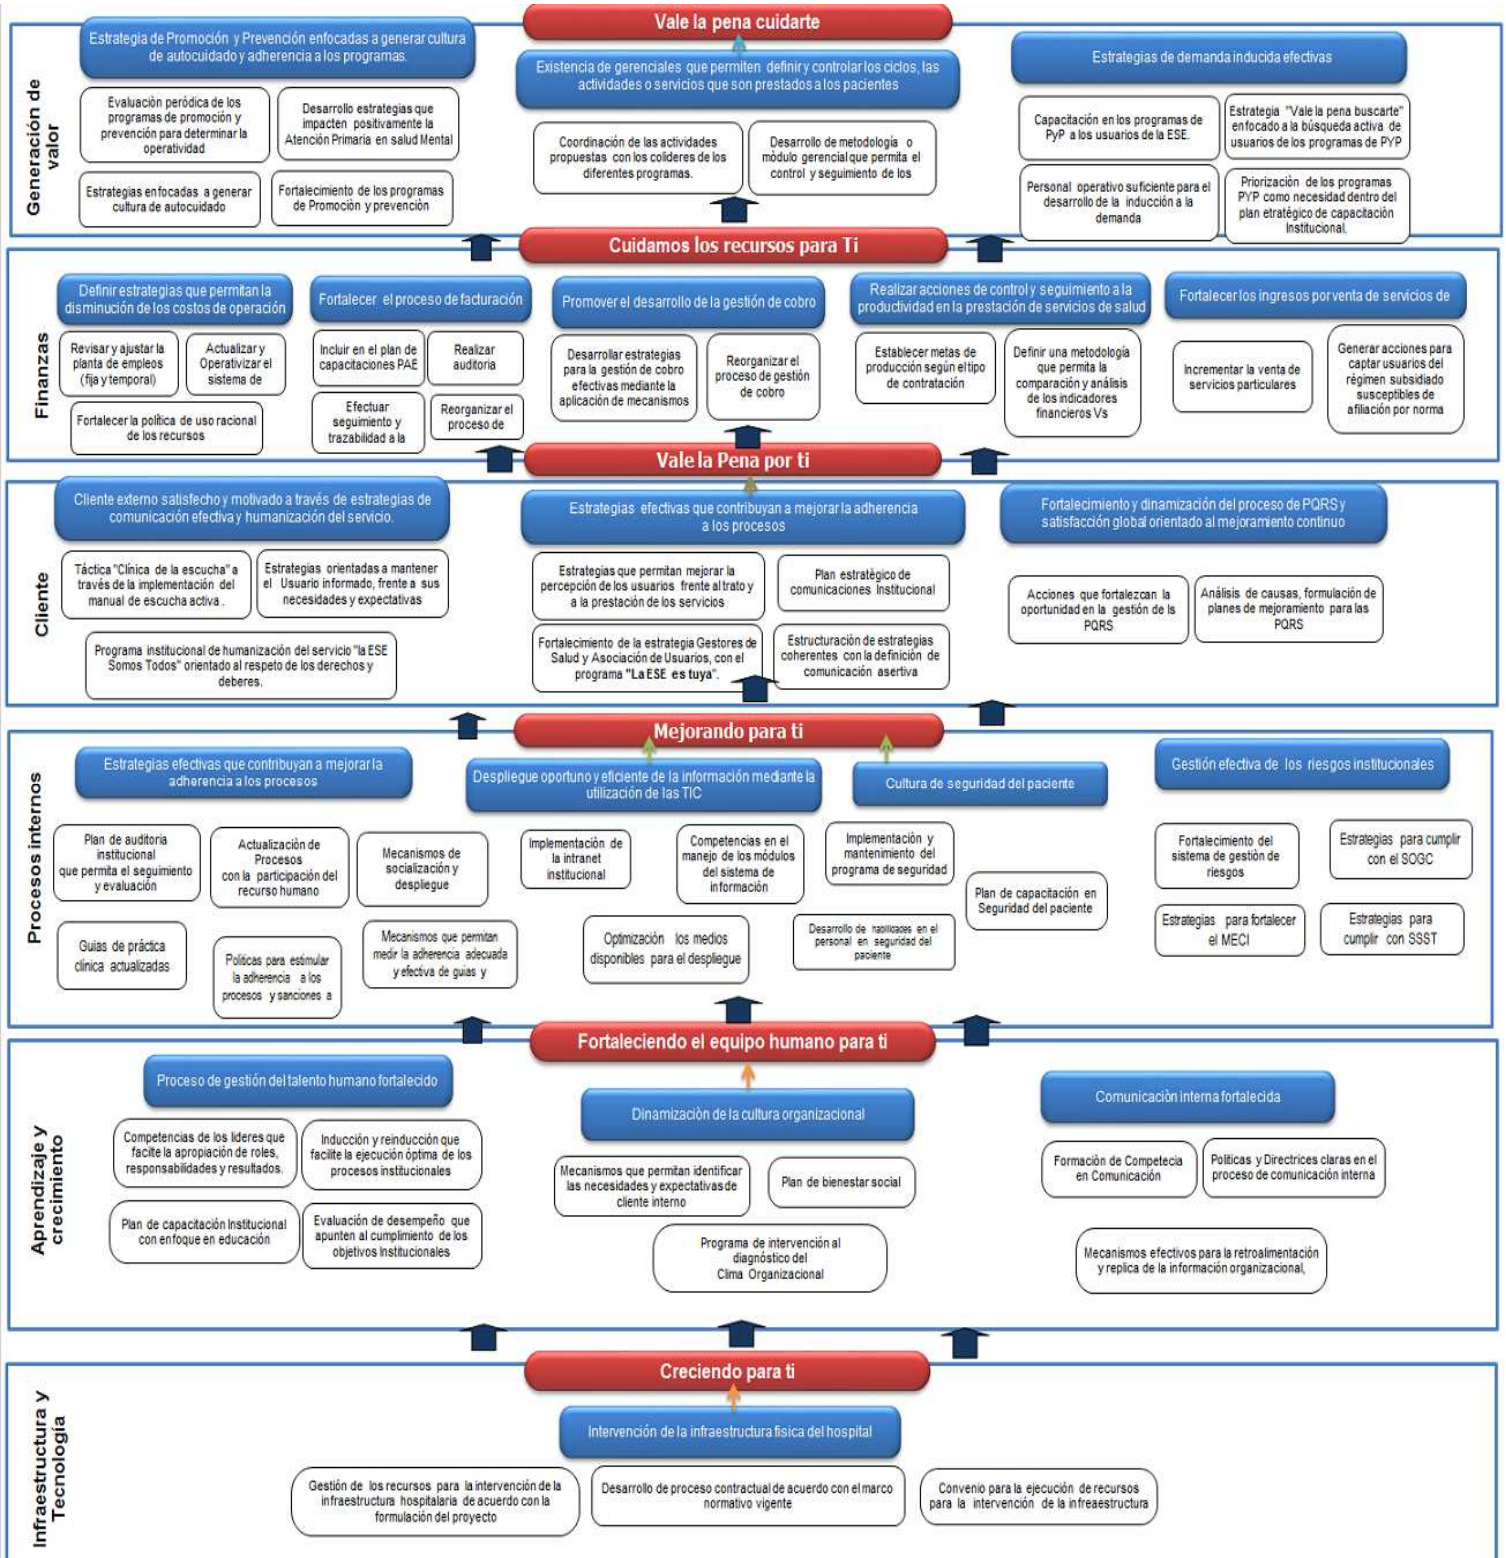 Vale la pena cuidarte
Generación de
valor
Estrategia de Promoción y Prevención enfocadas a generar cultura
de autocuidado y adherencia a los programas.
Evaluaciòn peródica de los
programas de promoción y
prevención para determinar la
operatividad
Desarrollo estrategias que
impacten positivamente la
Atención Primaria en salud Mental
Estrategias enfocadas a generar
cultura de autocuidado
Fortalecimiento de los programas
de Promociòn y prevenciòn
Existencia de gerenciales que permiten definir y controlar los ciclos, las
actividades o servicios que son prestados a los pacientes
Coordinación de las actividades
propuestas con los colideres de los
diferentes programas.
Desarrollo de metodología o
mòdulo gerencial que permita el
control y seguimiento de los
Estrategias de demanda inducida efectivas
Capacitación en los programas de
PyP a los usuarios de la ESE.
Estrategia "Vale la pena buscarte"
enfocado a la búsqueda activa de
usuarios de los programas de PYP
Personal operativo suficiente para el
desarrollo de la inducción a la
demanda
Priorizaciòn de los programas
PYP como necesidad dentro del
plan etratégico de capacitación
Institucional.
Cuidamos los recursos para Ti
Finanzas
Definir estrategias que permitan la
disminución de los costos de operación
Revisar y ajustar la
planta de empleos
(fija y temporal)
Actualizar y
Operativizar el
sistema de
Fortalecer la política de uso racional
de los recursos
Fortalecer el proceso de facturación
Incluir en el plan de
capacitaciones PAE
Realizar
auditoria
Efectuar
seguimiento y
trazabilidad a la
Reorganizar el
proceso de
Promover el desarrollo de la gestión de cobro
Desarrollar estrategias
para la gestión de cobro
efectivas mediante la
aplicación de mecanismos
Reorganizar el
proceso de gestión
de cobro
Realizar acciones de control y seguimiento a la
productividad en la prestación de servicios de salud
Establecer metas de
producción según el tipo
de contratación
Definir una metodología
que permita la
comparación y análisis
de los indicadores
financieros Vs
Fortalecer los ingresos por venta de servicios de
Incrementar la venta de
servicios particulares
Generar acciones para
captar usuarios del
régimen subsidiado
susceptibles de
afiliación por norma
Vale la Pena por ti
Cliente
Cliente externo satisfecho y motivado a través de estrategias de
comunicación efectiva y humanización del servicio.
Táctica "Clínica de la escucha" a
través de la implementación del
manual de escucha activa .
Estrategias orientadas a mantener
el Usuario informado, frente a sus
necesidades y expectativas
Programa institucional de humanización del servicio "la ESE
Somos Todos" orientado al respeto de los derechos y
deberes.
Estrategias efectivas que contribuyan a mejorar la adherencia
a los procesos
Estrategias que permitan mejorar la
percepción de los usuarios frente al trato y
a la prestación de los servicios
Plan estratègico de
comunicaciones Institucional
Fortalecimiento de la estrategia Gestores de
Salud y Asociación de Usuarios, con el
programa "La ESE es tuya".
Estructuración de estrategias
coherentes con la definición de
comunicación asertiva
Fortalecimiento y dinamización del proceso de PQRS y
satisfacción global orientado al mejoramiento continuo
Acciones que fortalezcan la
oportunidad en la gestión de ls
PQRS
Análisis de causas, formulación de
planes de mejoramiento para las
PQRS
Mejorando para ti
Procesos internos
Estrategias efectivas que contribuyan a mejorar la
adherencia a los procesos
Plan de auditoria
institucional
que permita el seguimiento
y evaluación
Actualizaciòn de
Procesos
con la participación del
recurso humano
Mecanismos de
socialización y
despliegue
Guias de práctica
clinica actualizadas
Politicas para estimular
la adherencia a los
procesos y sanciones a
Mecanismos que permitan
medir la adherencia adecuada
y efectiva de guias y
Despliegue oportuno y eficiente de la información mediante la
utilización de las TIC
Implementaciòn de
la intranet
institucional
Competencias en el
manejo de los módulos
del sistema de
información
Optimización los medios
disponibles para el despliegue
Cultura de seguridad del paciente
Implementaciòn y
mantenimiento del
programa de seguridad
Plan de capacitación en
Seguridad del paciente
Desarrollo de habilidades en el
personal en seguridad del
paciente
Gestión efectiva de los riesgos institucionales
Fortalecimiento del
sistema de gestiòn de
riesgos
Estrategias para cumplir
con el SOGC
Estrategias para fortalecer
el MECI
Estrategias para
cumplir con SSST
Fortaleciendo el equipo humano para ti
Aprendizaje y
crecimiento
Proceso de gestión del talento humano fortalecido
Competencias de los lideres que
facilte la apropiación de roles,
responsabilidades y resultados.
Inducción y reinducción que
facilite la ejecución óptima de los
procesos institucionales
Plan de capacitación Institucional
con enfoque en educación
Evaluación de desempeño que
apunten al cumplimiento de los
objetivos Institucionales
Dinamizaciòn de la cultura organizacional
Mecanismos que permitan identificar
las necesidades y expectativas de
cliente interno
Plan de bienestar social
Programa de intervención al
diagnóstico del
Clima Organizacional
Comunicaciòn interna fortalecida
Formaciòn de Competecia
en Comunicación
Politicas y Directrices claras en el
proceso de comunicación interna
Mecanismos efectivos para la retroalimentación
y replica de la información organizacional,
Creciendo para ti
Infraestructura y
Tecnología
Intervención de la infraestructura fisica del hospital
Gestión de los recursos para la intervención de la
infraestructura hospitalaria de acuerdo con la
formulación del proyecto
Desarrollo de proceso contractual de acuerdo con el marco
normativo vigente
Convenio para la ejecución de recursos
para la intervención de la infreaestructura